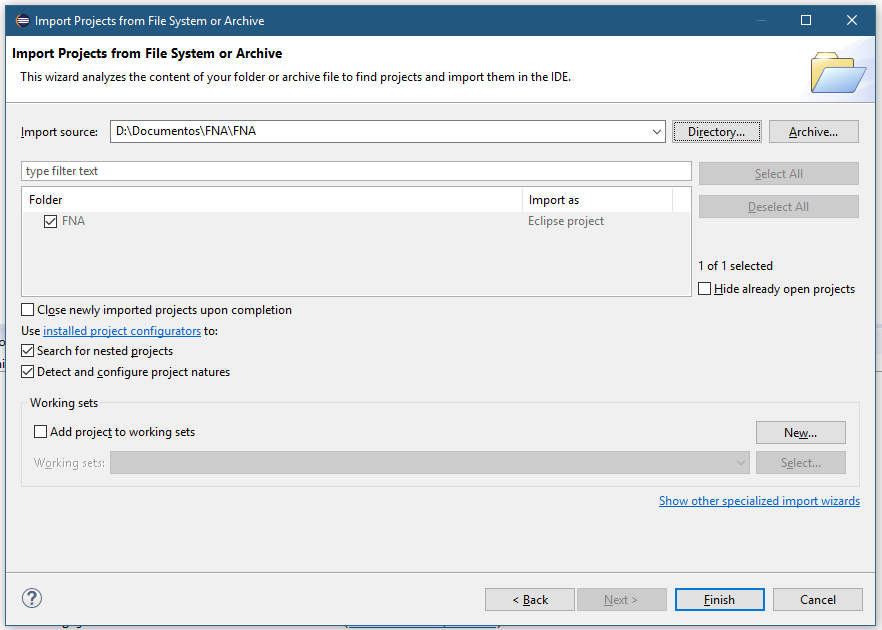 Import Projects from File System or Archive
Import Projects from File System or Archive
This wizard analyzes the content of your folder or archive file to find projects and import them in the IDE.
Import source: D:\Documentos\FNA\FNA Directory... Archive...
type filter text Select All
Folder Import as Deselect All
FNA Eclipse project
1 of 1 selected
Hide already open projects
Close newly imported projects upon completion
Use installed project configurators to:
Search for nested projects
Detect and configure project natures
Working sets
Add project to working sets New...
Working sets: Select...
Show other specialized import wizards
? < Back Next > Finish Cancel